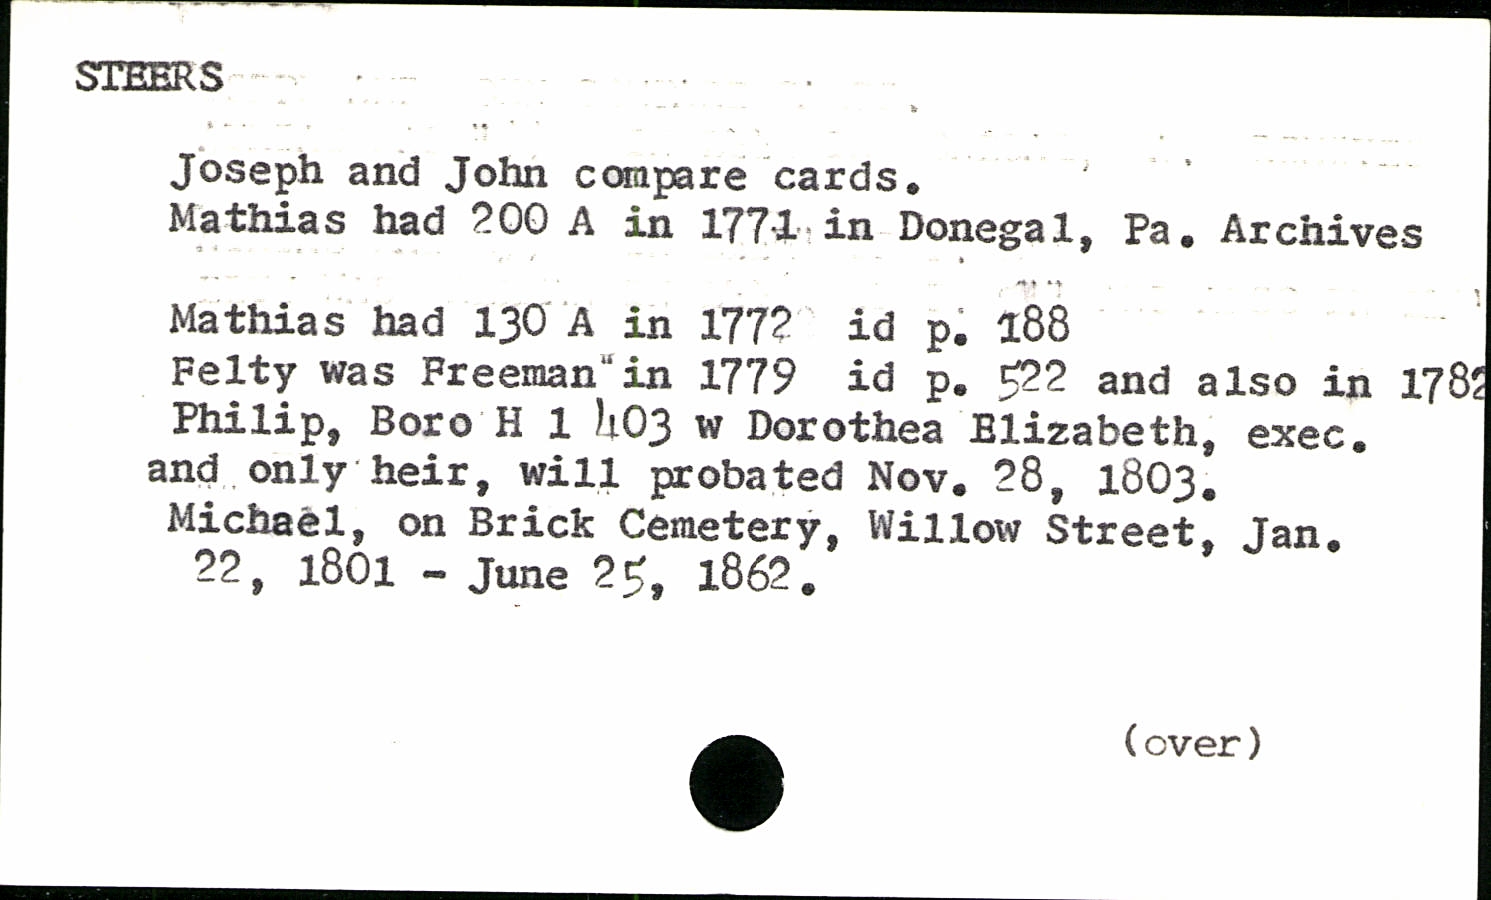 STEERS
Joseph and John compare cards.
Mathias had 200 A in 1771 in Donegal, Pa. Archives
Mathias had 130 A in 1772 id p. 188
Felty was Freeman" in 1779 id p. 522 and also in 1782
Philip, Boro H 1 403 w Dorothea Elizabeth, exec.
and only heir, will probated Nov. 28, 1803.
Michael, on Brick Cemetery, Willow Street, Jan.
22, 1801 - June 25, 1862.
(over)